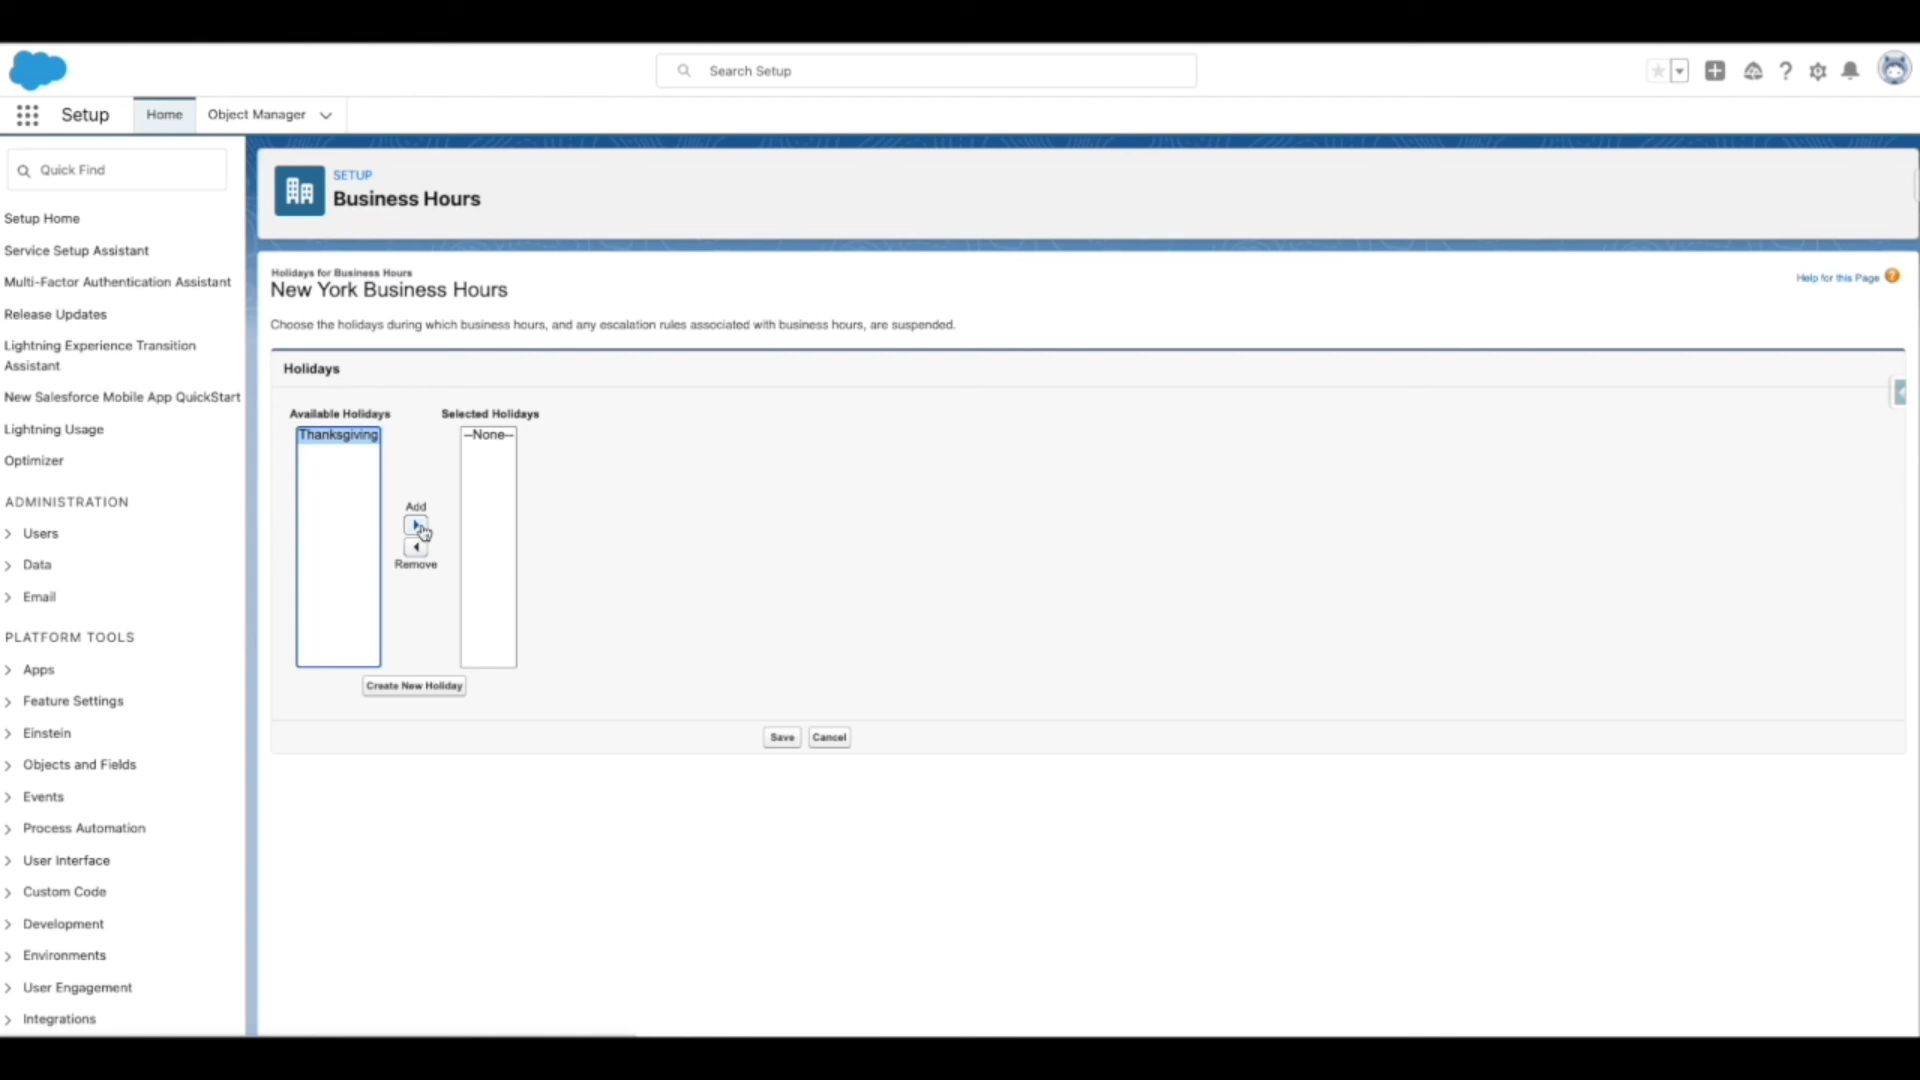 Search Setup
Setup
Home
Object Manager
Quick Find
Setup Home
Service Setup Assistant
Multi-Factor Authentication Assistant
Release Updates
Lightning Experience Transition
Assistant
New Salesforce Mobile App QuickStart
Lightning Usage
Optimizer
ADMINISTRATION
Users
Data
Email
PLATFORM TOOLS
Apps
Feature Settings
Einstein
Objects and Fields
Events
Process Automation
User Interface
Custom Code
Development
Environments
User Engagement
Integrations
SETUP
Business Hours
Holidays for Business Hours
New York Business Hours
Help for this Page
Choose the holidays during which business hours, and any escalation rules associated with business hours, are suspended.
Holidays
Available Holidays
Selected Holidays
Thanksgiving
--None--
Add
Remove
Create New Holiday
Save
Cancel